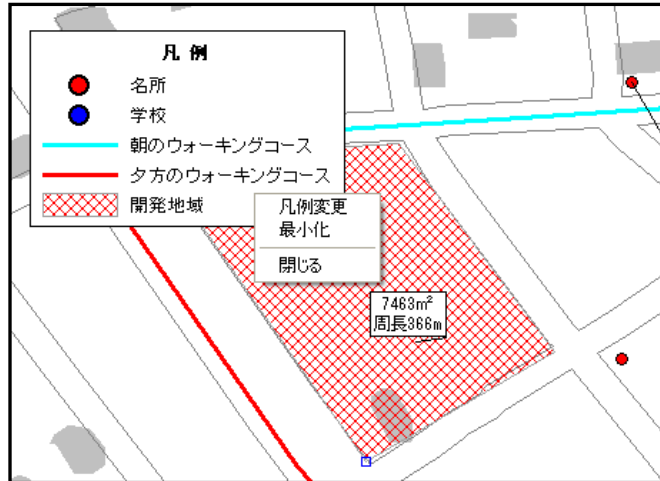 凡 例
名所
学校
朝のウォーキングコース
夕方のウォーキングコース
開発地域
凡例変更
最小化
閉じる
7463m²
周長366m